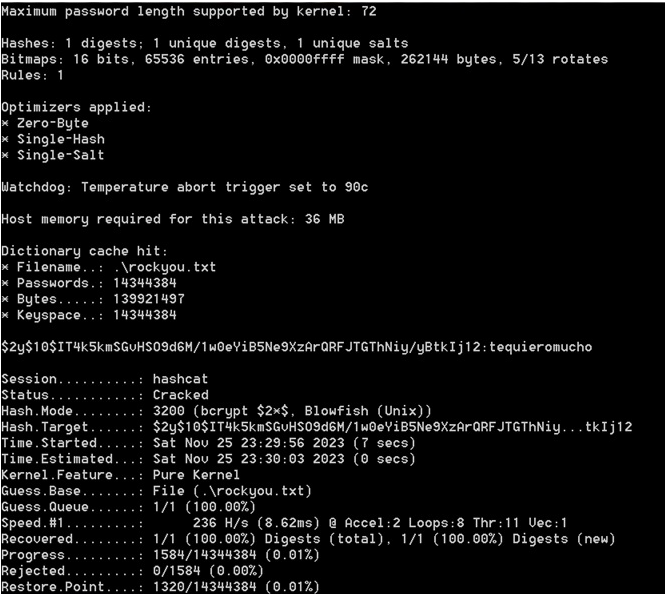 Maximum password length supported by kernel: 72
Hashes: 1 digests; 1 unique digests, 1 unique salts
Bitmaps: 16 bits, 65536 entries, 0x0000ffff mask, 262144 bytes, 5/13 rotates
Rules: 1
Optimizers applied:
* Zero-Byte
* Single-Hash
* Single-Salt
Watchdog: Temperature abort trigger set to 90c
Host memory required for this attack: 36 MB
Dictionary cache hit:
* Filename..: .\rockyou.txt
* Passwords.: 14344384
* Bytes.....: 139921497
* Keyspace..: 14344384
$2y$10$IT4k5kmSGvHSO9d6M/1w0eYiB5Ne9XzArQRFJTGThNiy/yBtkIj12:tequieromucho
Session..........: hashcat
Status...........: Cracked
Hash.Mode........: 3200 (bcrypt $2*$, Blowfish (Unix))
Hash.Target......: $2y$10$IT4k5kmSGvHSO9d6M/1w0eYiB5Ne9XzArQRFJTGThNiy...tkIj12
Time.Started.....: Sat Nov 25 23:29:56 2023 (7 secs)
Time.Estimated...: Sat Nov 25 23:30:03 2023 (0 secs)
Kernel.Feature...: Pure Kernel
Guess.Base.......: File (.\rockyou.txt)
Guess.Queue......: 1/1 (100.00%)
Speed.#1.........:      236 H/s (8.62ms) @ Accel:2 Loops:8 Thr:11 Vec:1
Recovered........: 1/1 (100.00%) Digests (total), 1/1 (100.00%) Digests (new)
Progress.........: 1584/14344384 (0.01%)
Rejected.........: 0/1584 (0.00%)
Restore.Point....: 1320/14344384 (0.01%)